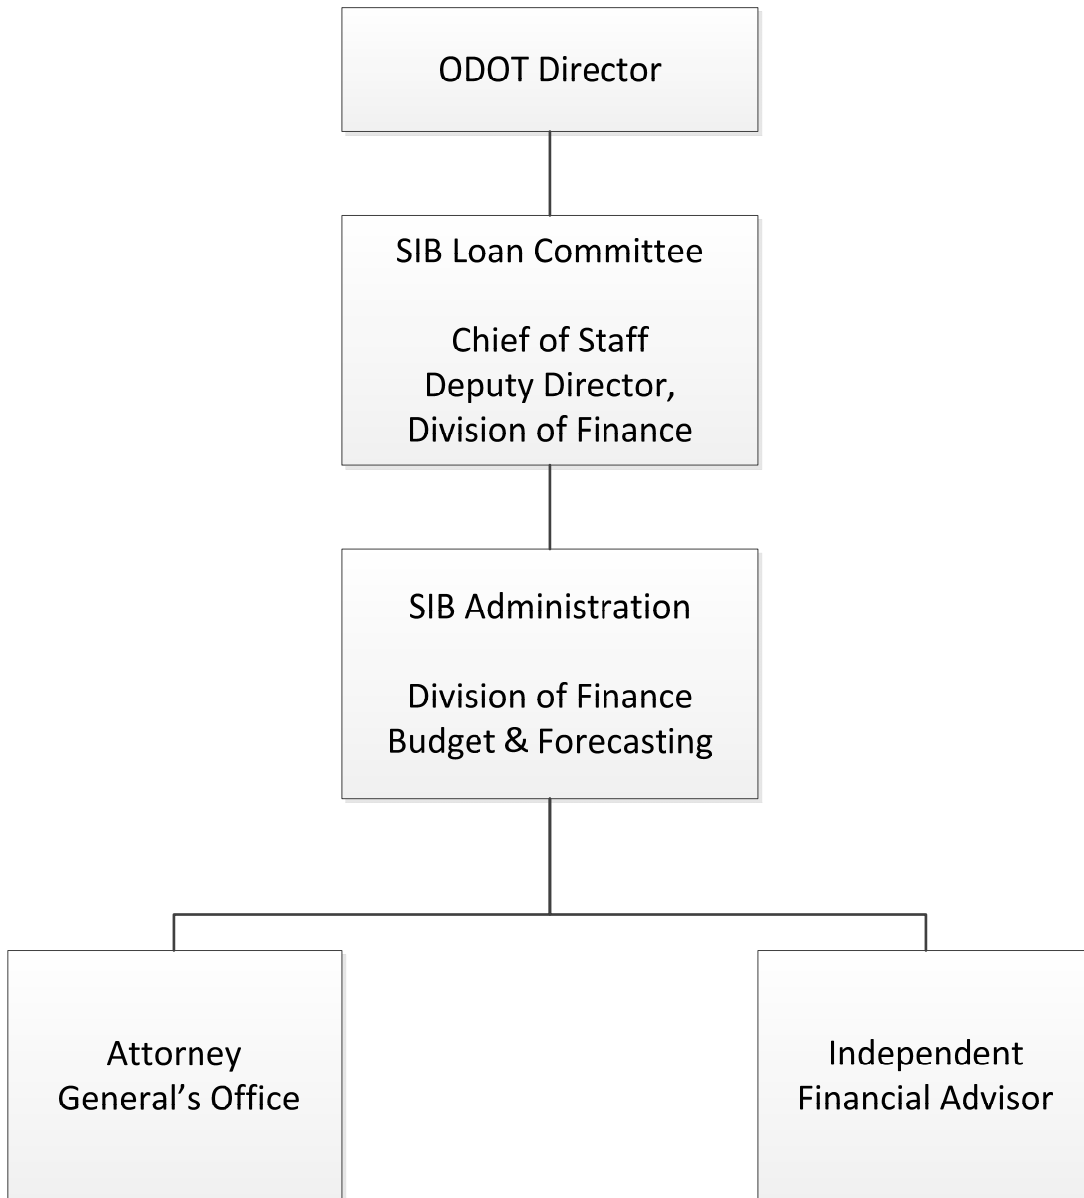 ODOT Director
SIB Loan Committee
Chief of Staff
Deputy Director,
Division of Finance
SIB Administration
Division of Finance
Budget & Forecasting
Attorney
General’s Office
Independent
Financial Advisor